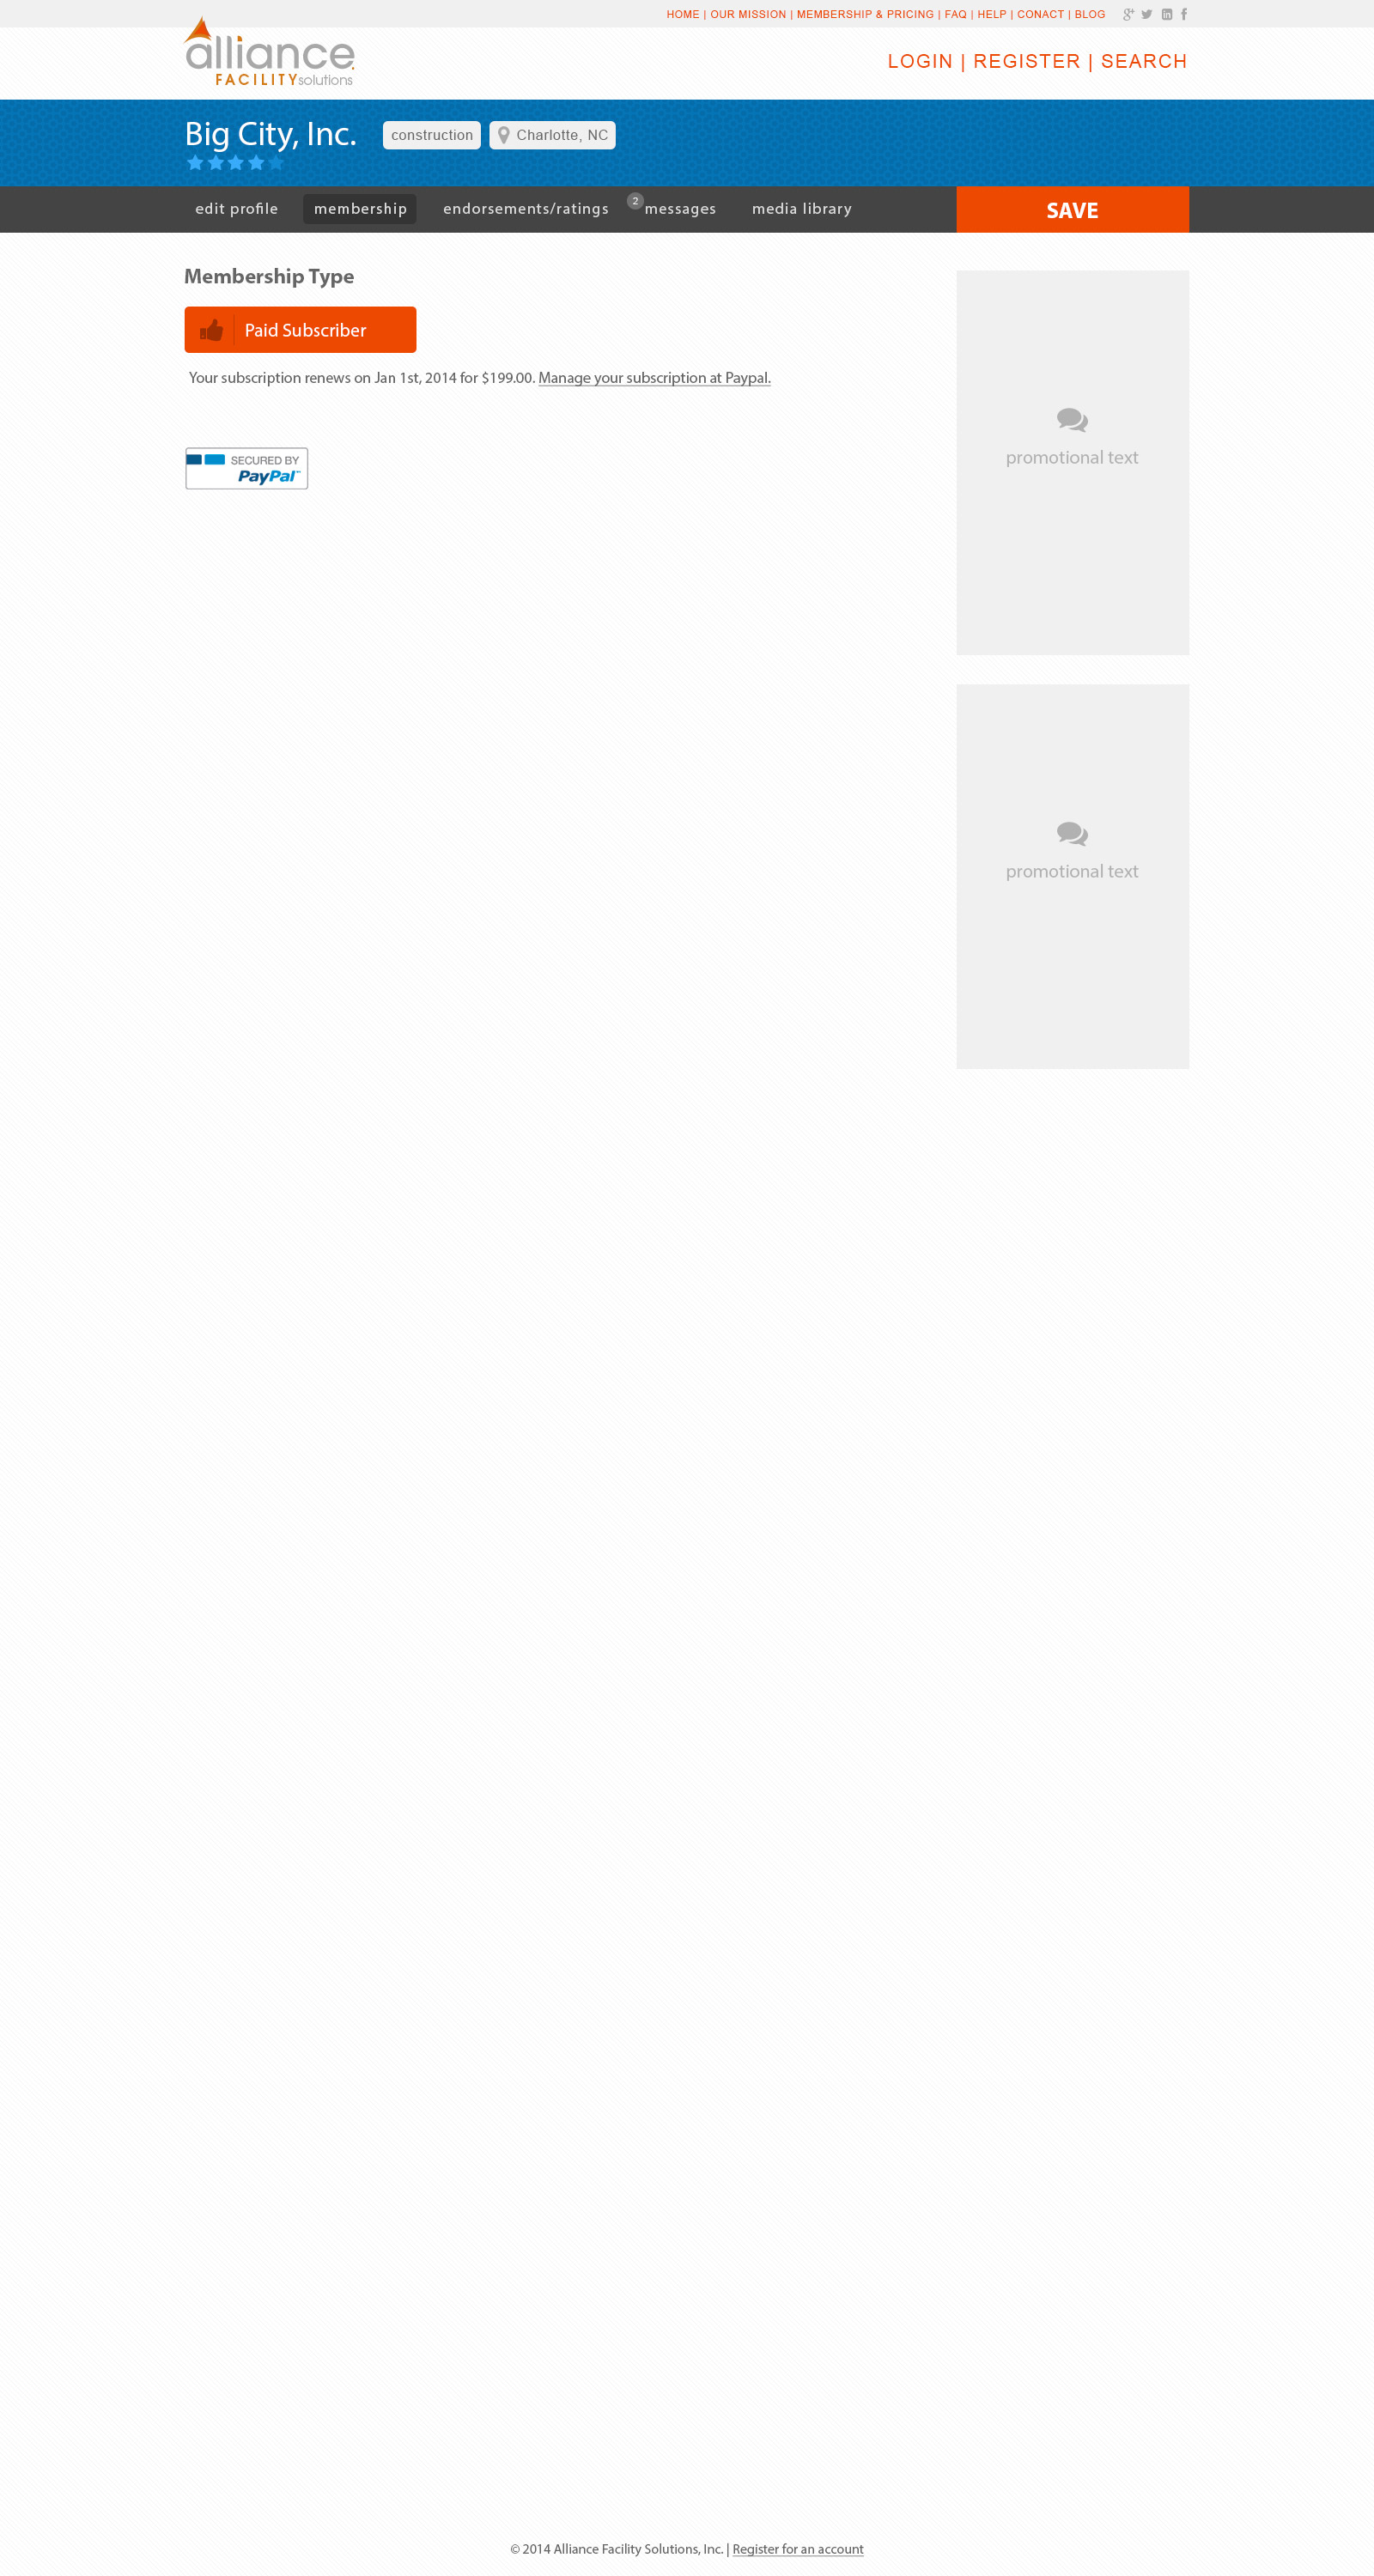 HOME | OUR MISSION | MEMBERSHIP & PRICING | FAQ | HELP | CONACT | BLOG
alliance
FACILITY solutions
LOGIN | REGISTER | SEARCH
Big City, Inc.
construction
Charlotte, NC
edit profile
membership
endorsements/ratings
2
messages
media library
SAVE
Membership Type
Paid Subscriber
Your subscription renews on Jan 1st, 2014 for $199.00. Manage your subscription at Paypal.
SECURED BY
PayPal™
promotional text
promotional text
© 2014 Alliance Facility Solutions, Inc. | Register for an account